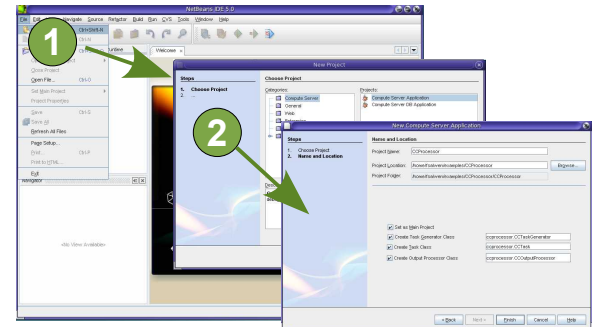 NetBeans IDE 5.0
File Edit Navigate Source Refactor Build Run CVS Tools Window Help
Ctrl+Shift-N
Ctrl-N
Runtime
Welcome
Close Project
Open File... Ctrl-O
Set Main Project
Project Properties
Save Ctrl-S
Save All
Refresh All Files
Page Setup...
Print... Ctrl-P
Print to HTML...
Exit
Navigator
<No View Available>
1
New Project
Steps
1. Choose Project
2. ...
Choose Project
Categories:
Compute Server
General
Web
Projects:
Compute Server Application
Compute Server DB Application
2
New Compute Server Application
Steps
1. Choose Project
2. Name and Location
Name and Location
Project Name: CCProcessor
Project Location:
Browse...
Project Folder:
Set as Main Project
Create Task Generator Class ccprocessor.CCTaskGenerator
Create Task Class ccprocessor.CCTask
Create Output Processor Class ccprocessor.CCOutputProcessor
< Back Next > Finish Cancel Help